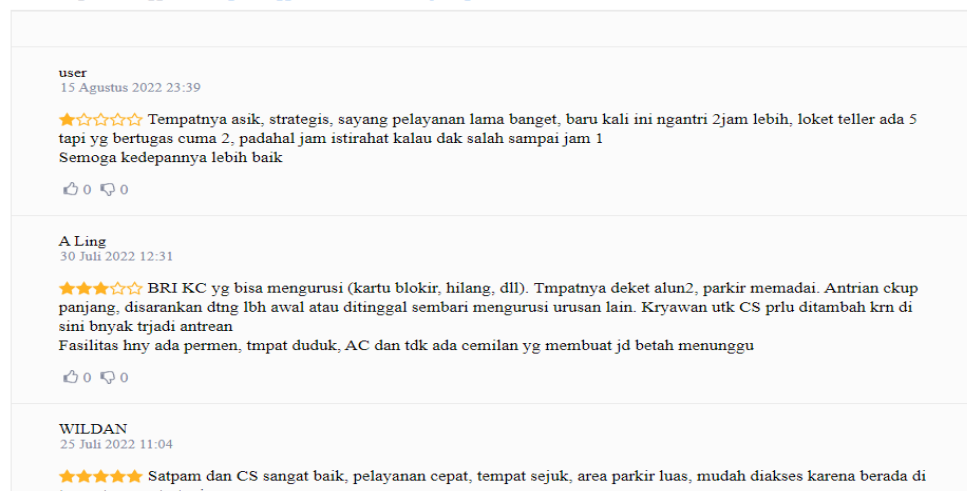 user
15 Agustus 2022 23:39
Tempatnya asik, strategis, sayang pelayanan lama banget, baru kali ini ngantri 2jam lebih, loket teller ada 5
tapi yg bertugas cuma 2, padahal jam istirahat kalau dak salah sampai jam 1
Semoga kedepannya lebih baik
0 0
A Ling
30 Juli 2022 12:31
BRI KC yg bisa mengurusi (kartu blokir, hilang, dll). Tmpatnya deket alun2, parkir memadai. Antrian ckup
panjang, disarankan dtng lbh awal atau ditinggal sembari mengurusi urusan lain. Kryawan utk CS prlu ditambah krn di
sini bnyak trjadi antrean
Fasilitas hny ada permen, tmpat duduk, AC dan tdk ada cemilan yg membuat jd betah menunggu
0 0
WILDAN
25 Juli 2022 11:04
Satpam dan CS sangat baik, pelayanan cepat, tempat sejuk, area parkir luas, mudah diakses karena berada di